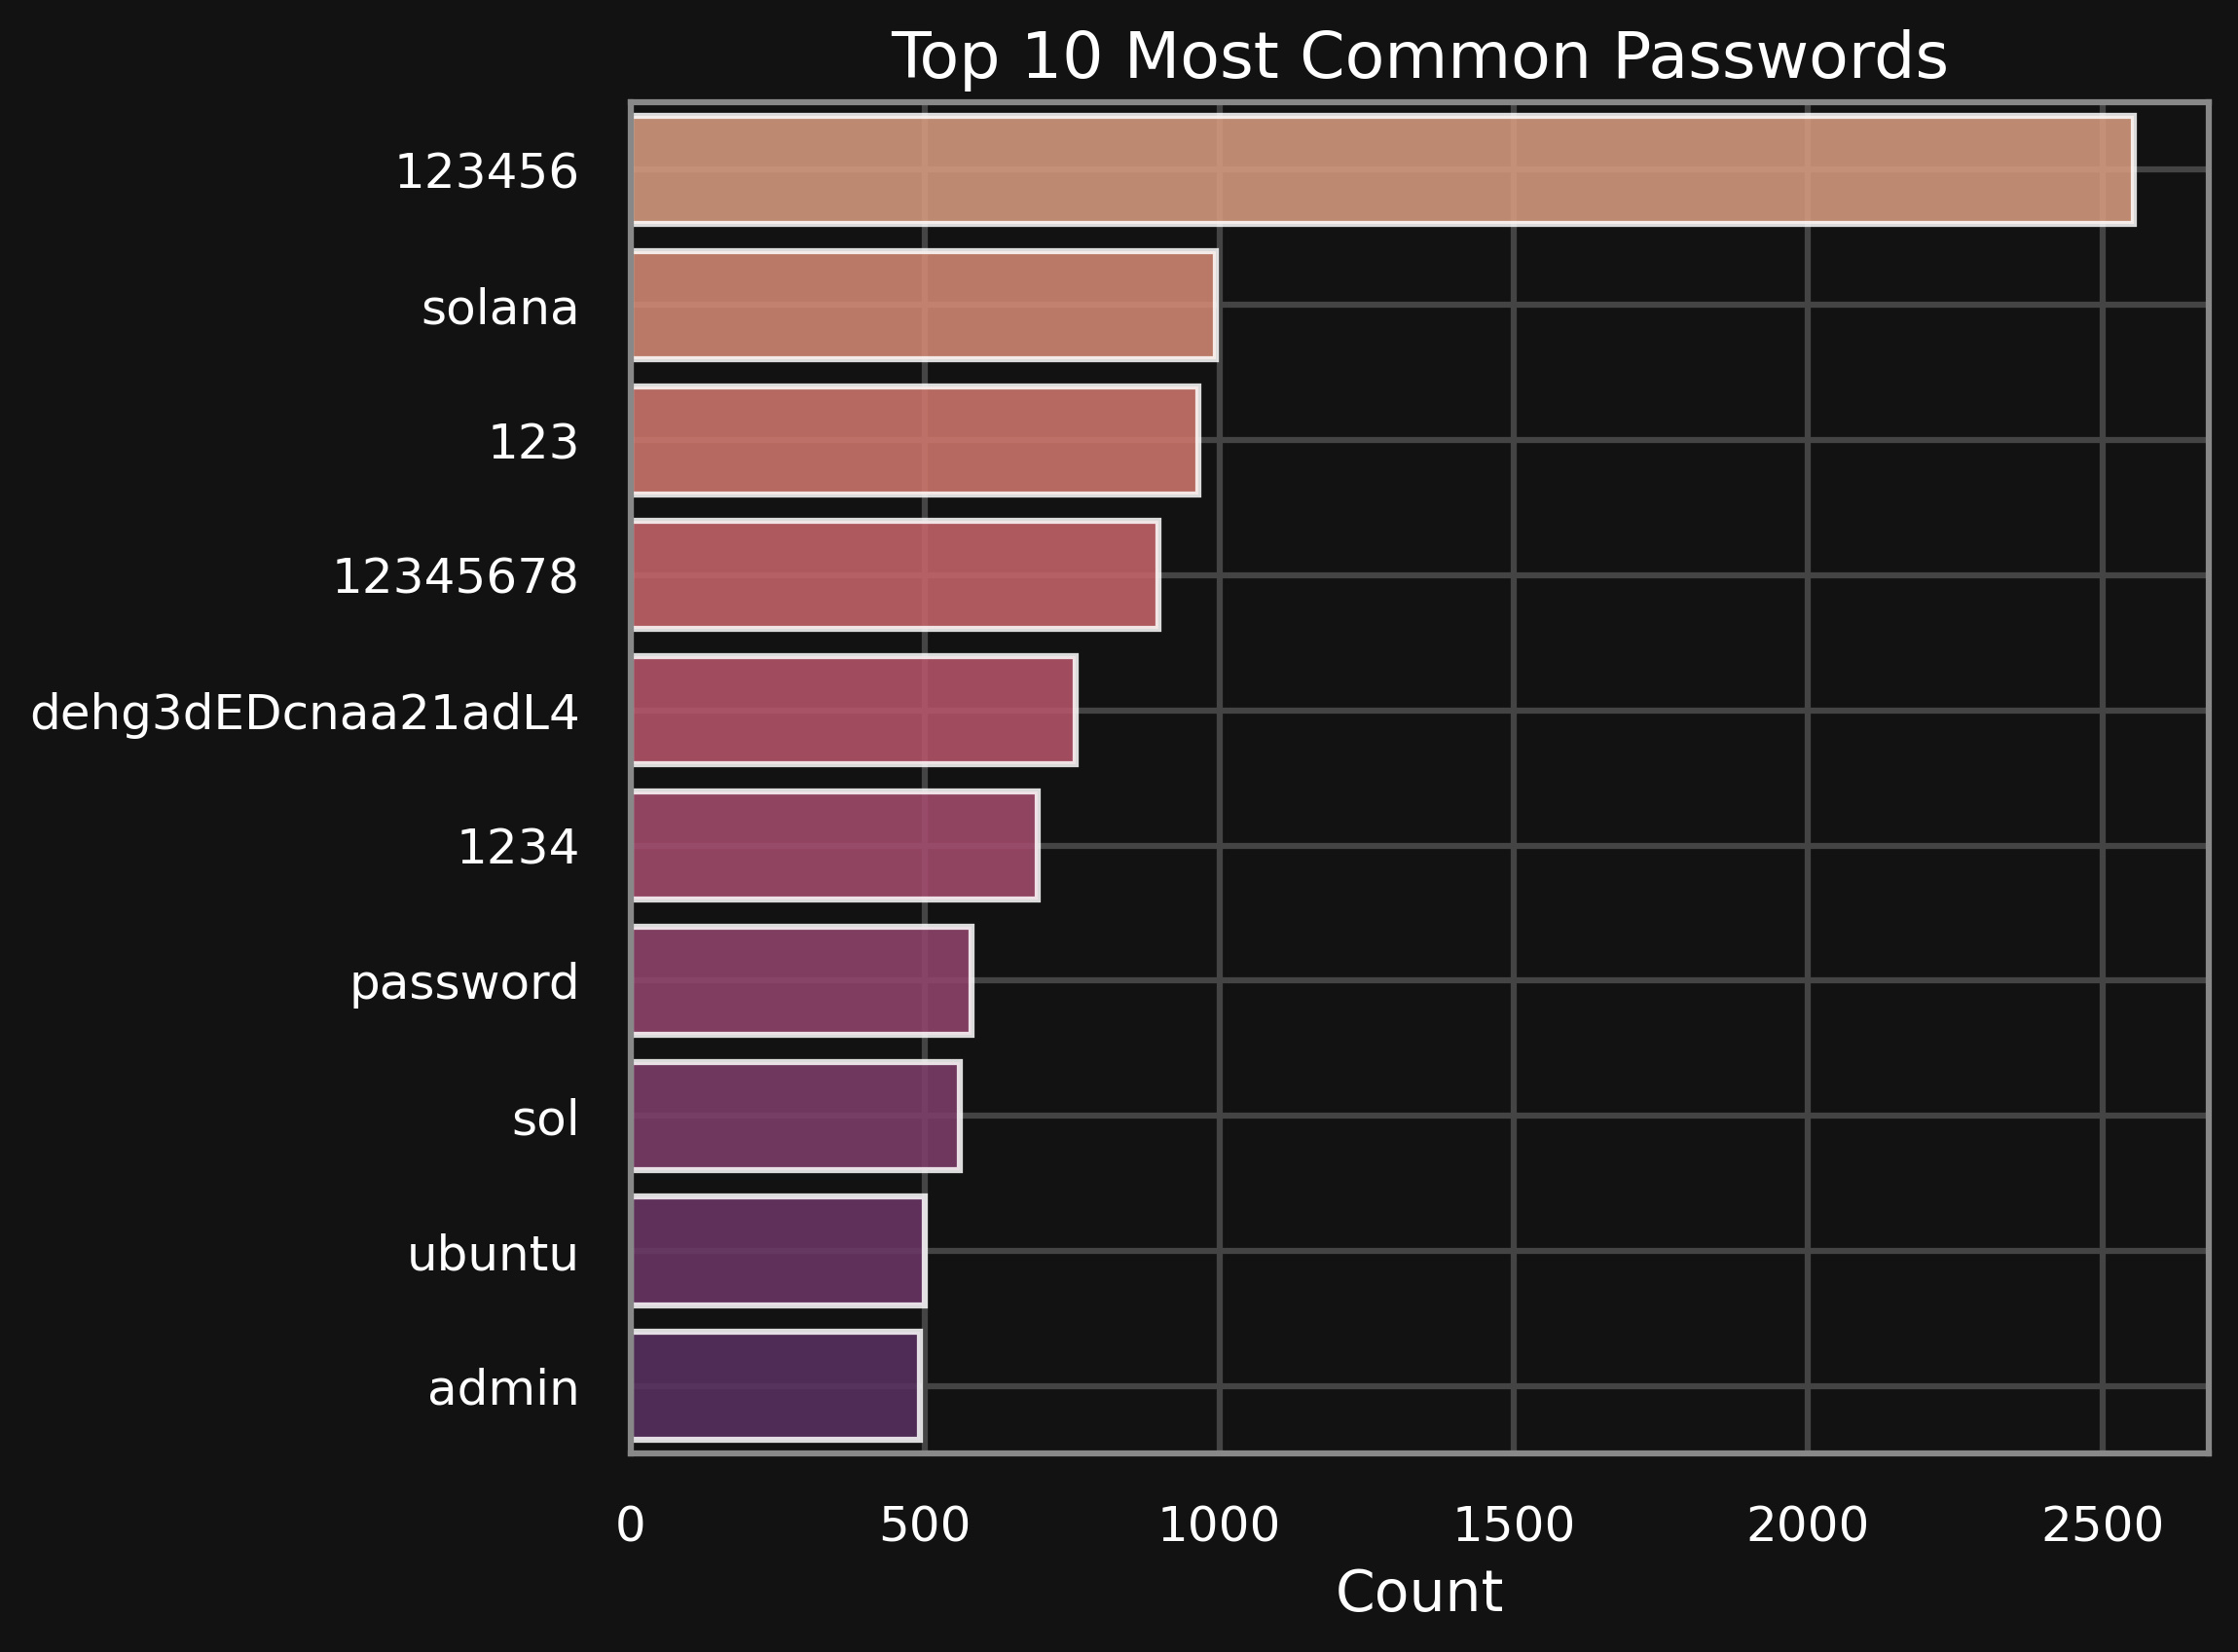 Top 10 Most Common Passwords
123456
solana
123
12345678
dehg3dEDcnaa21adL4
1234
password
sol
ubuntu
admin
0 500 1000 1500 2000 2500
Count